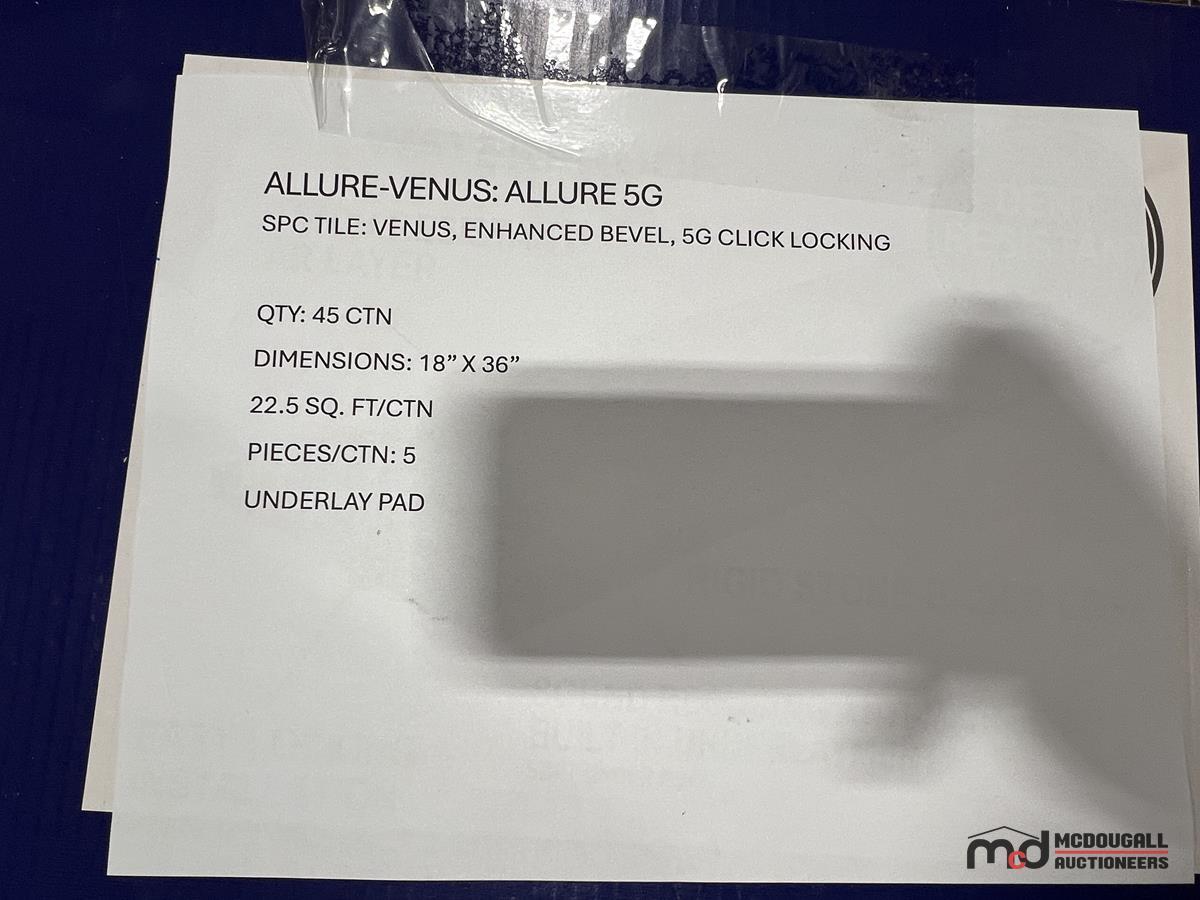 ALLURE-VENUS: ALLURE 5G
SPC TILE: VENUS, ENHANCED BEVEL, 5G CLICK LOCKING
QTY: 45 CTN
DIMENSIONS: 18” X 36”
22.5 SQ. FT/CTN
PIECES/CTN: 5
UNDERLAY PAD
mcd MCDOUGALL
AUCTIONEERS